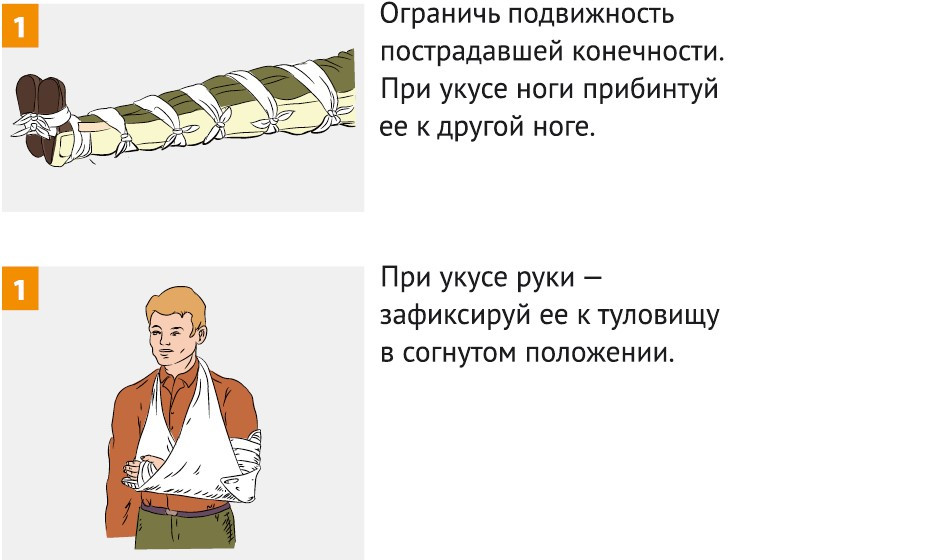 1
Ограничь подвижность
пострадавшей конечности.
При укусе ноги прибинтуй
ее к другой ноге.
1
При укусе руки –
зафиксируй ее к туловищу
в согнутом положении.